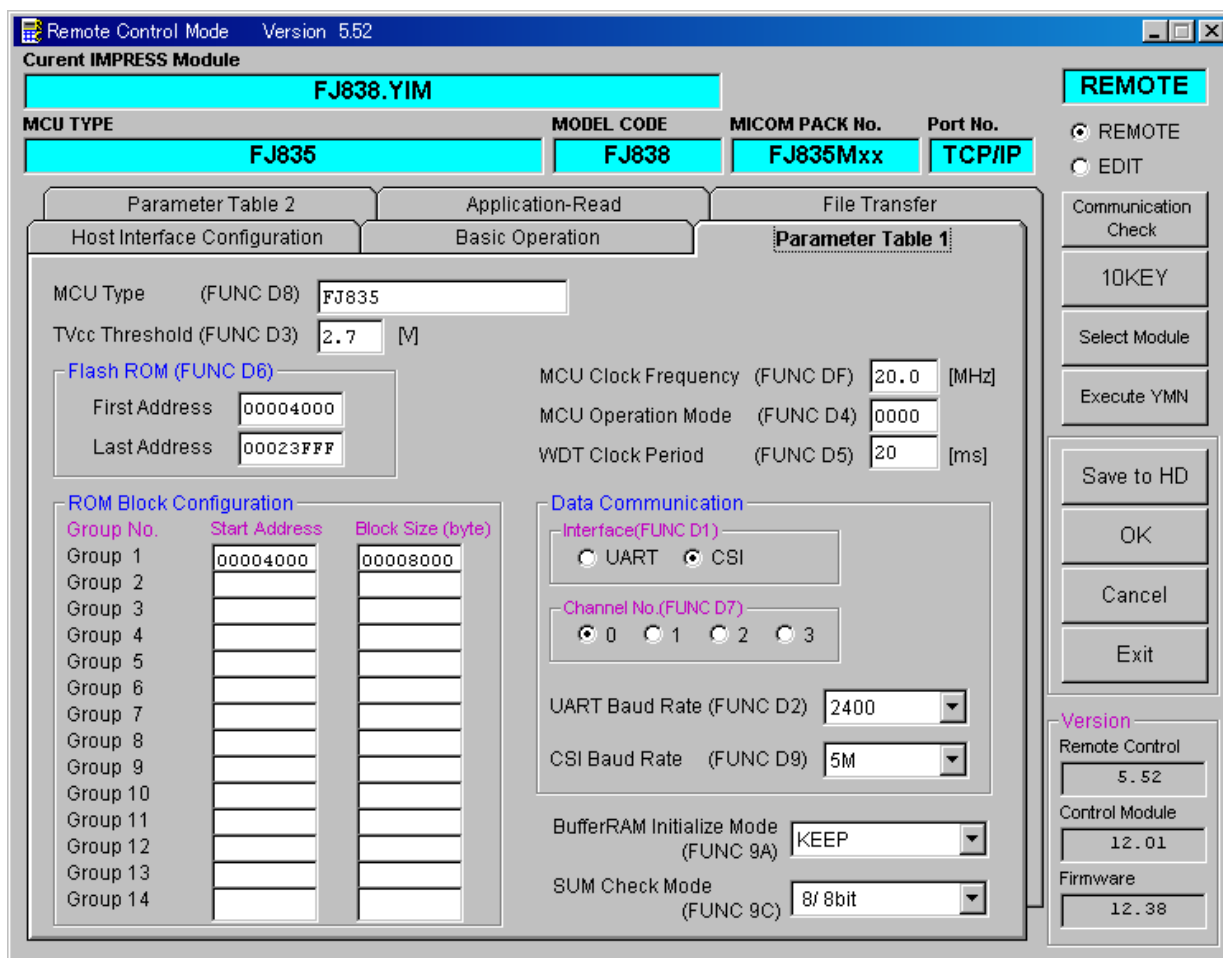 Remote Control Mode Version 5.52
Curent IMPRESS Module
FJ838.YIM
REMOTE
MCU TYPE MODEL CODE MICOM PACK No. Port No.
FJ835 FJ838 FJ835Mxx TCP/IP
REMOTE
EDIT
Parameter Table 2 Application-Read File Transfer
Host Interface Configuration Basic Operation Parameter Table 1
Communication
Check
10KEY
Select Module
Execute YMN
Save to HD
OK
Cancel
Exit
MCU Type (FUNC D8) FJ835
TVcc Threshold (FUNC D3) 2.7 [V]
Flash ROM (FUNC D6)
First Address 00004000
Last Address 00023FFF
MCU Clock Frequency (FUNC DF) 20.0 [MHz]
MCU Operation Mode (FUNC D4) 0000
WDT Clock Period (FUNC D5) 20 [ms]
ROM Block Configuration
Group No. Start Address Block Size (byte)
Group 1 00004000 00008000
Group 2
Group 3
Group 4
Group 5
Group 6
Group 7
Group 8
Group 9
Group 10
Group 11
Group 12
Group 13
Group 14
Data Communication
Interface(FUNC D1)
UART CSI
Channel No.(FUNC D7)
0 1 2 3
UART Baud Rate (FUNC D2) 2400
CSI Baud Rate (FUNC D9) 5M
BufferRAM Initialize Mode
(FUNC 9A) KEEP
SUM Check Mode
(FUNC 9C) 8/ 8bit
Version
Remote Control
5.52
Control Module
12.01
Firmware
12.38